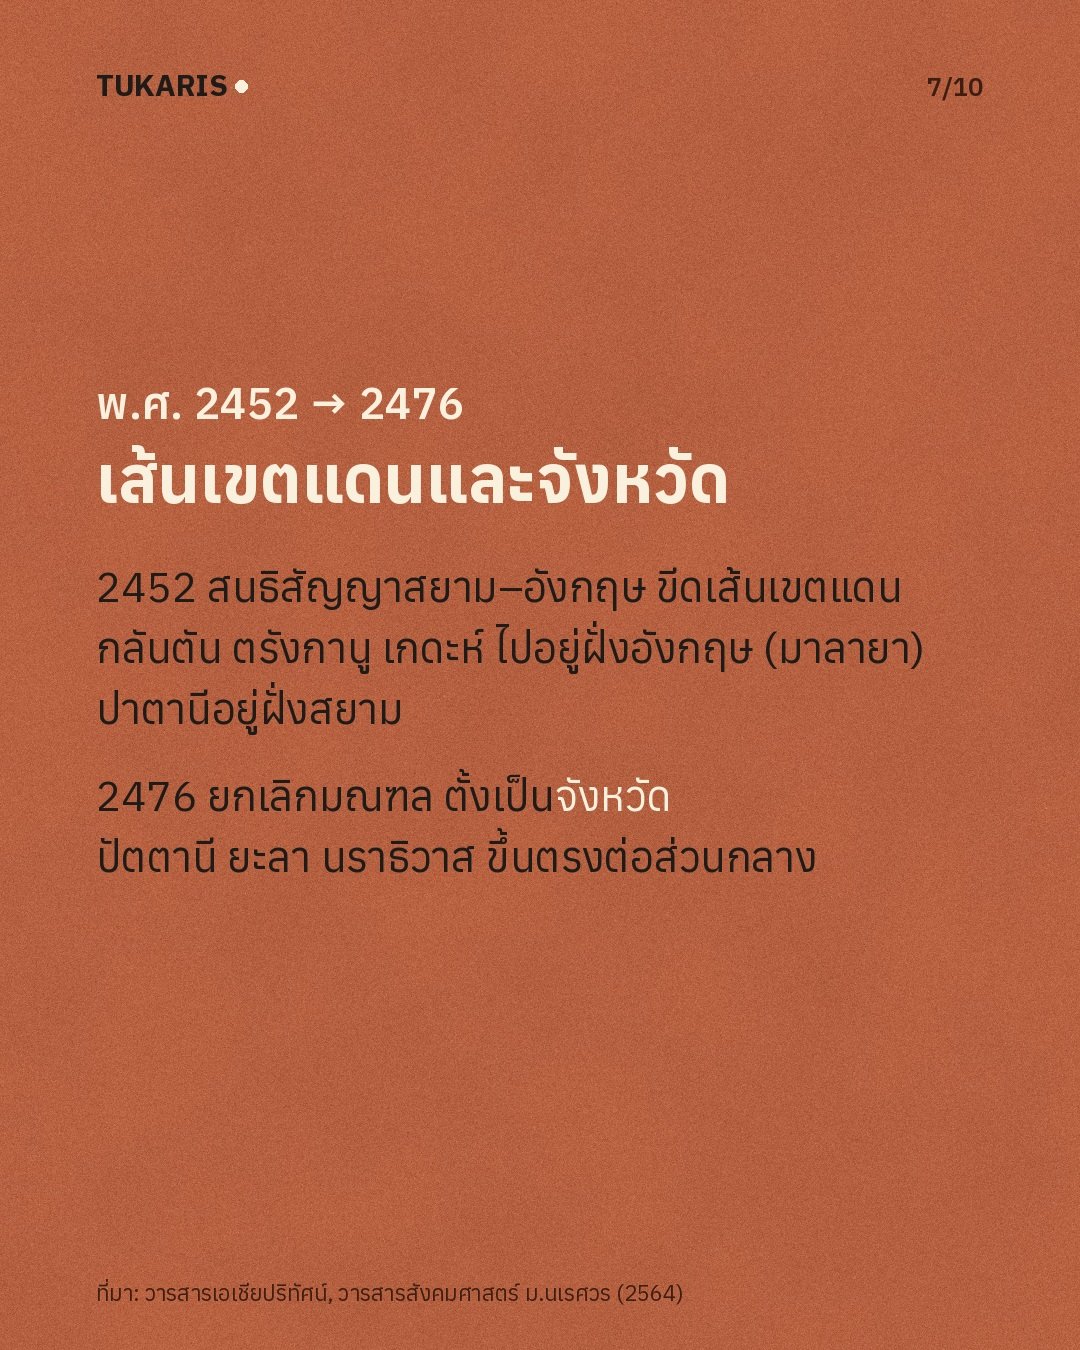 TUKARIS
7/10
พ.ศ. 2452 → 2476
เส้นเขตแดนและจังหวัด
2452 สนธิสัญญาสยาม–อังกฤษ ขีดเส้นเขตแดน
กลันตัน ตรังกานู เกดะห์ ไปอยู่ฝั่งอังกฤษ (มาลายา)
ปาตานีอยู่ฝั่งสยาม
2476 ยกเลิกมณฑล ตั้งเป็นจังหวัด
ปัตตานี ยะลา นราธิวาส ขึ้นตรงต่อส่วนกลาง
ที่มา: วารสารเอเชียปริทัศน์, วารสารสังคมศาสตร์ ม.นเรศวร (2564)